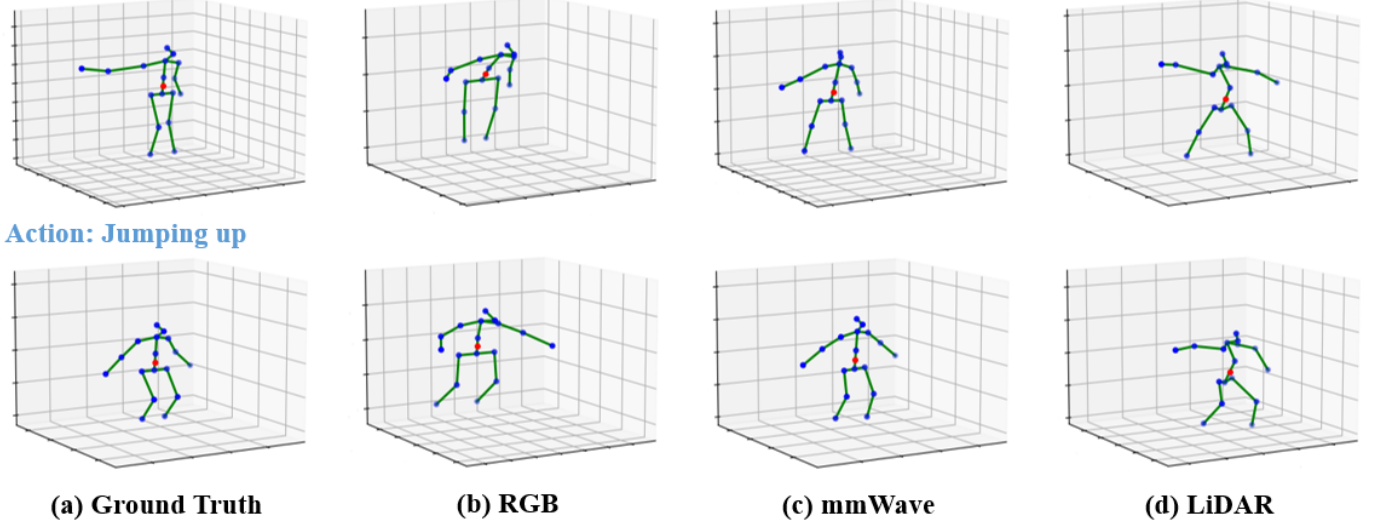 Action: Jumping up
(a) Ground Truth
(b) RGB
(c) mmWave
(d) LiDAR